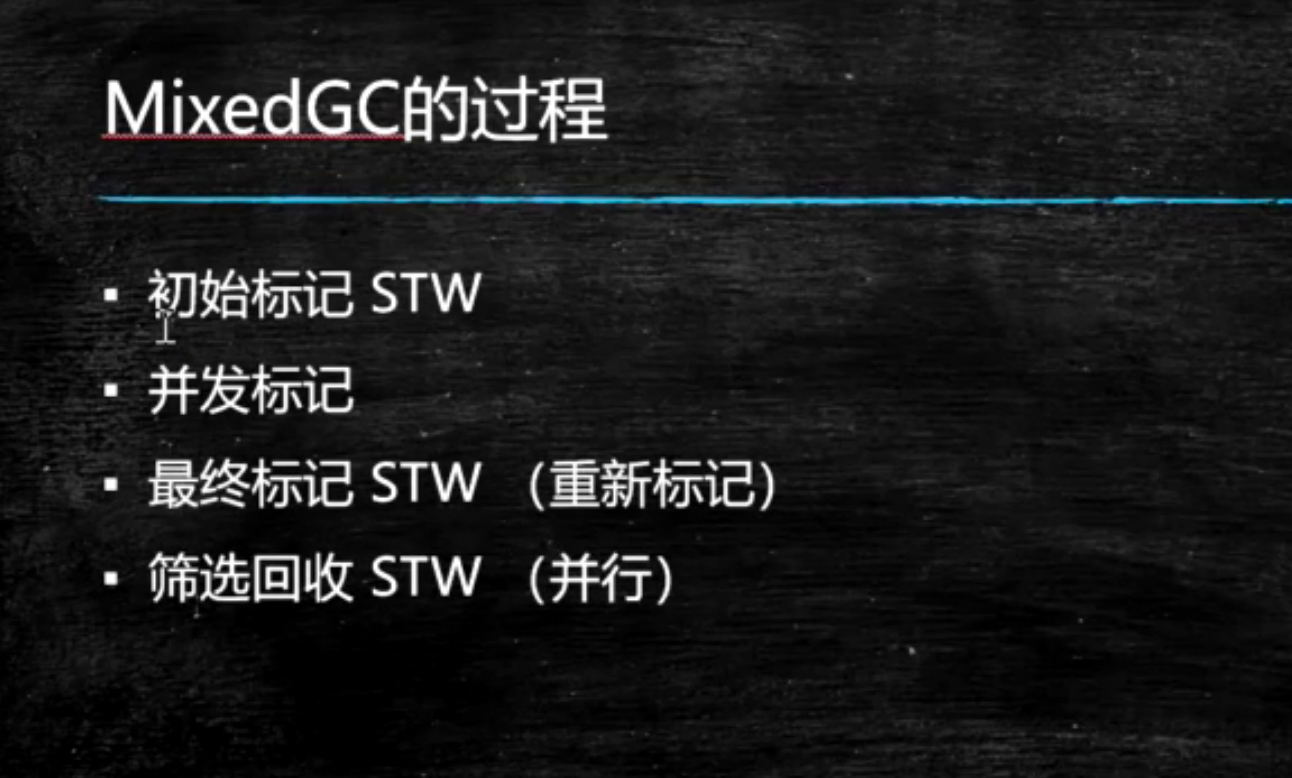 MixedGC的过程
▪ 初始标记 STW
▪ 并发标记
▪ 最终标记 STW （重新标记）
▪ 筛选回收 STW （并行）